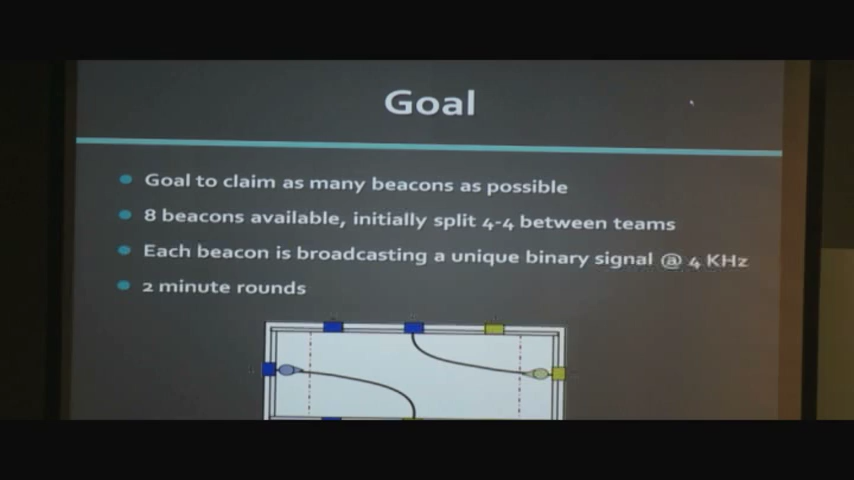 Goal
Goal to claim as many beacons as possible
8 beacons available, initially split 4-4 between teams
Each beacon is broadcasting a unique binary signal @ 4 KHz
2 minute rounds